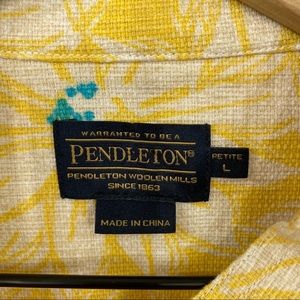 WARRANTED TO BE A
PENDLETON®
PENDLETON WOOLEN MILLS
SINCE 1863
PETITE
L
MADE IN CHINA